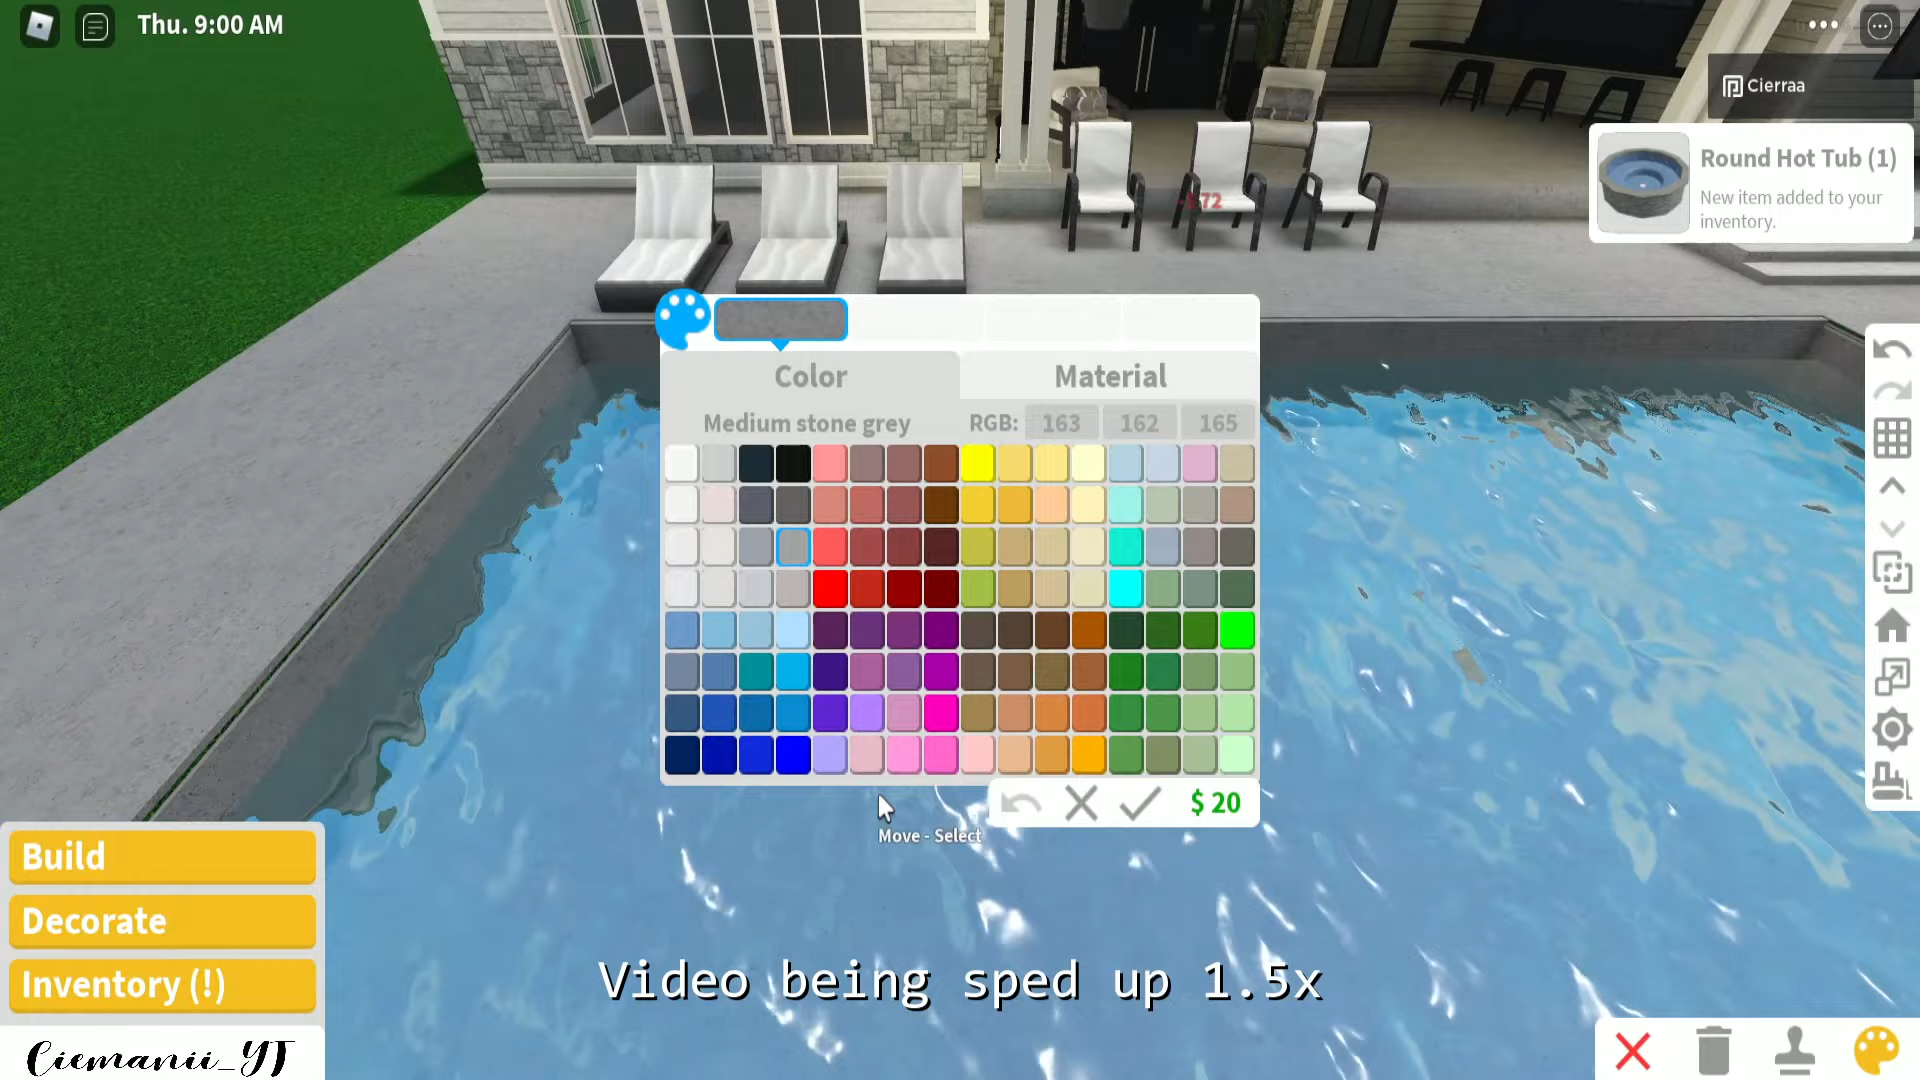 Thu. 9:00 AM
Cierraa
Round Hot Tub (1)
New item added to your
inventory.
Color
Material
Medium stone grey
RGB: 163 162 165
$ 20
Move - Select
Build
Decorate
Inventory (!)
Video being sped up 1.5x
Ciemanii_YT